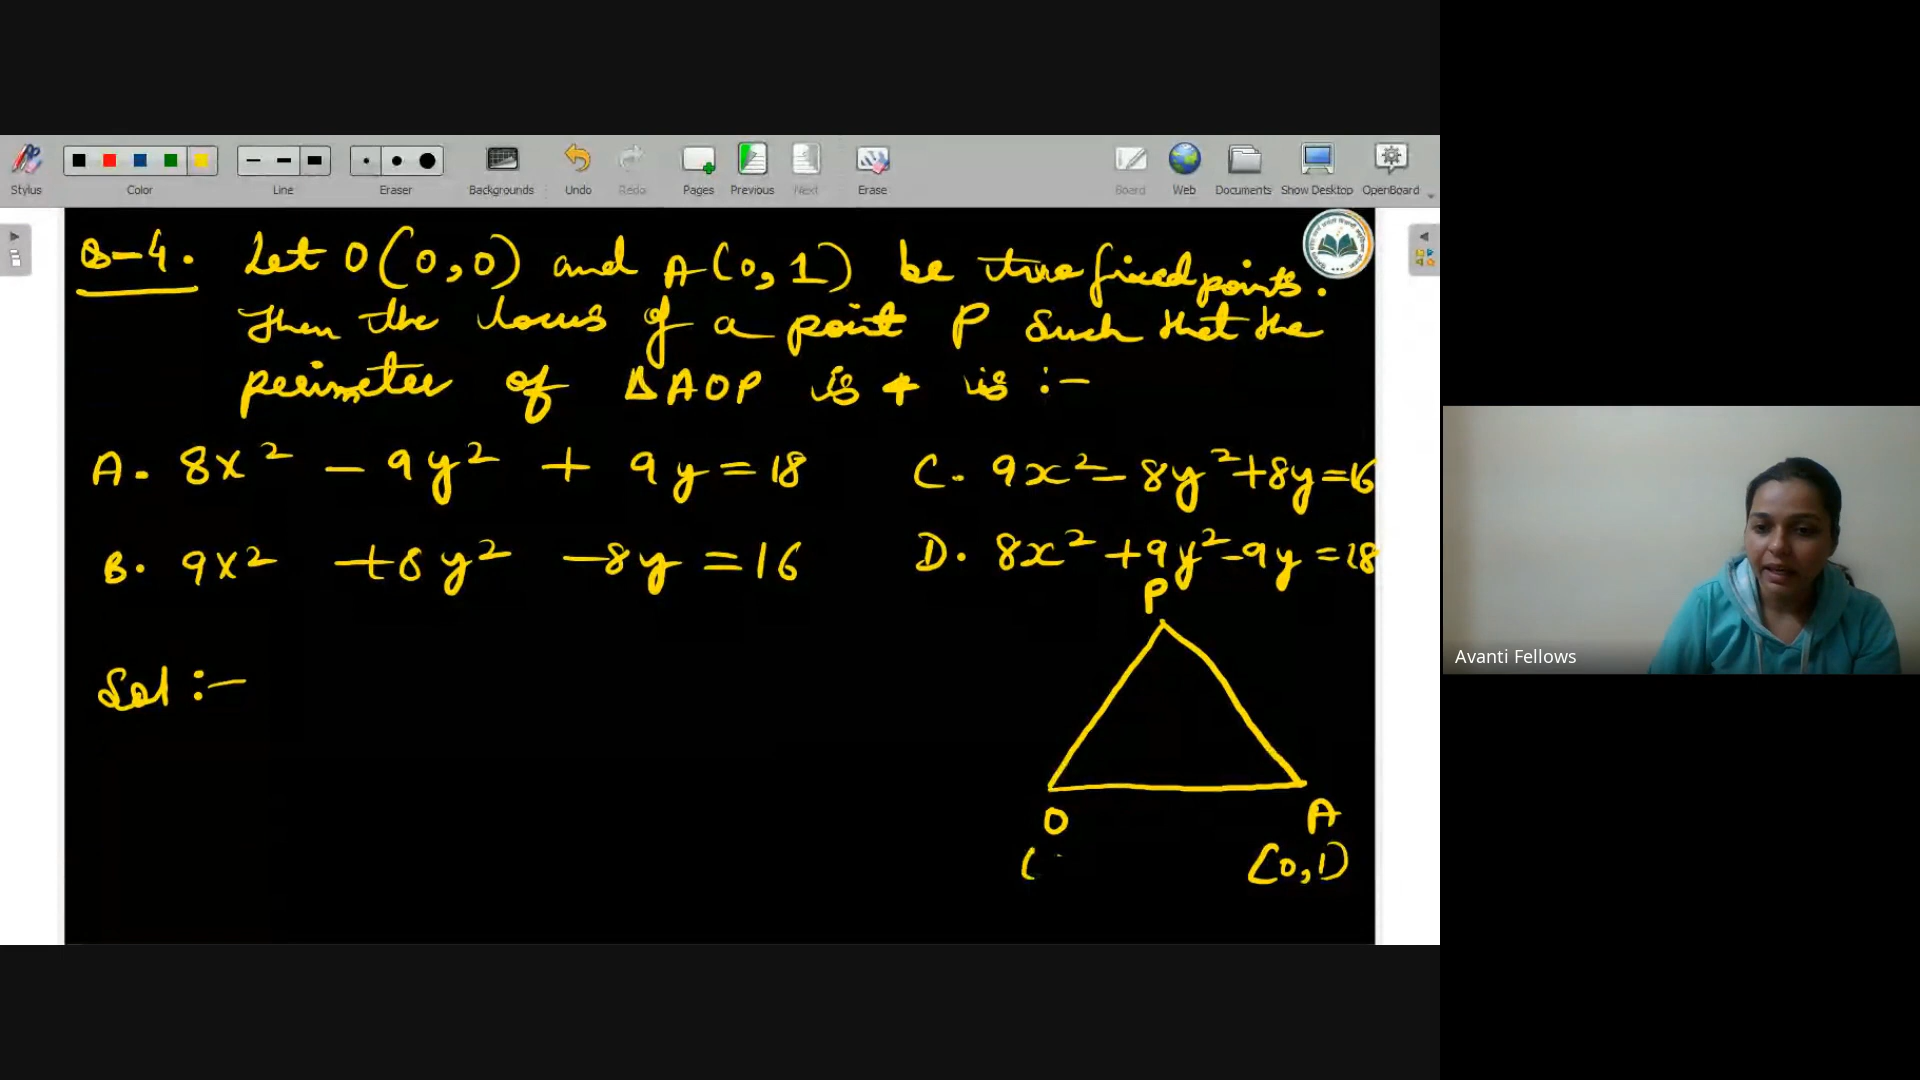 Stylus Color Line Eraser Backgrounds Undo Redo Pages Previous Next Erase Board Web Documents Show Desktop OpenBoard
Q-4. Let O(0,0) and A(0,1) be two fixed points.
Then the locus of a point P such that the
perimeter of ΔAOP is 4 is :-
A. 8x² - 9y² + 9y = 18
C. 9x² - 8y² + 8y = 16
B. 9x² + 8y² - 8y = 16
D. 8x² + 9y² - 9y = 18
P
Sol :-
O A
( (0,1)
Avanti Fellows